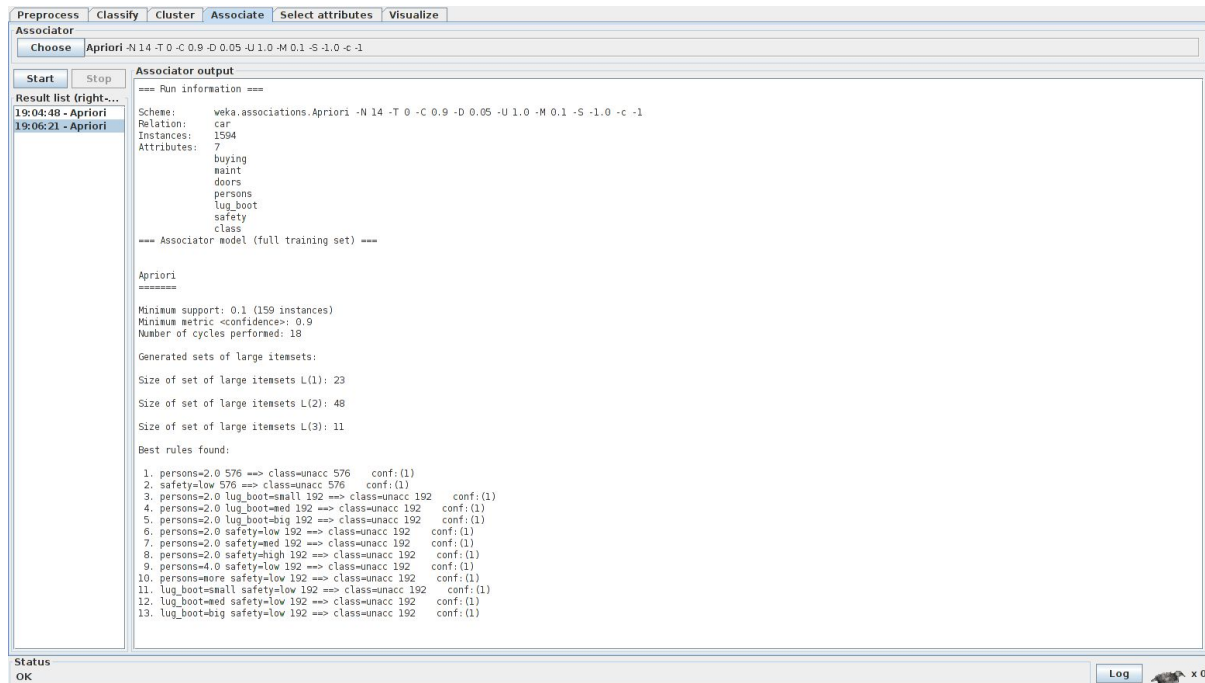 Preprocess Classify Cluster Associate Select attributes Visualize
Associator
Choose Apriori -N 14 -T 0 -C 0.9 -D 0.05 -U 1.0 -M 0.1 -S -1.0 -c -1
Start Stop
Result list (right-...
19:04:48 - Apriori
19:06:21 - Apriori
Associator output
=== Run information ===
Scheme: weka.associations.Apriori -N 14 -T 0 -C 0.9 -D 0.05 -U 1.0 -M 0.1 -S -1.0 -c -1
Relation: car
Instances: 1594
Attributes: 7
buying
maint
doors
persons
lug_boot
safety
class
=== Associator model (full training set) ===
Apriori
=======
Minimum support: 0.1 (159 instances)
Minimum metric <confidence>: 0.9
Number of cycles performed: 18
Generated sets of large itemsets:
Size of set of large itemsets L(1): 23
Size of set of large itemsets L(2): 48
Size of set of large itemsets L(3): 11
Best rules found:
1. persons=2.0 576 ==> class=unacc 576 conf:(1)
2. safety=low 576 ==> class=unacc 576 conf:(1)
3. persons=2.0 lug_boot=small 192 ==> class=unacc 192 conf:(1)
4. persons=2.0 lug_boot=med 192 ==> class=unacc 192 conf:(1)
5. persons=2.0 lug_boot=big 192 ==> class=unacc 192 conf:(1)
6. persons=2.0 safety=low 192 ==> class=unacc 192 conf:(1)
7. persons=2.0 safety=med 192 ==> class=unacc 192 conf:(1)
8. persons=2.0 safety=high 192 ==> class=unacc 192 conf:(1)
9. persons=4.0 safety=low 192 ==> class=unacc 192 conf:(1)
10. persons=more safety=low 192 ==> class=unacc 192 conf:(1)
11. lug_boot=small safety=low 192 ==> class=unacc 192 conf:(1)
12. lug_boot=med safety=low 192 ==> class=unacc 192 conf:(1)
13. lug_boot=big safety=low 192 ==> class=unacc 192 conf:(1)
Status
OK
Log x 0